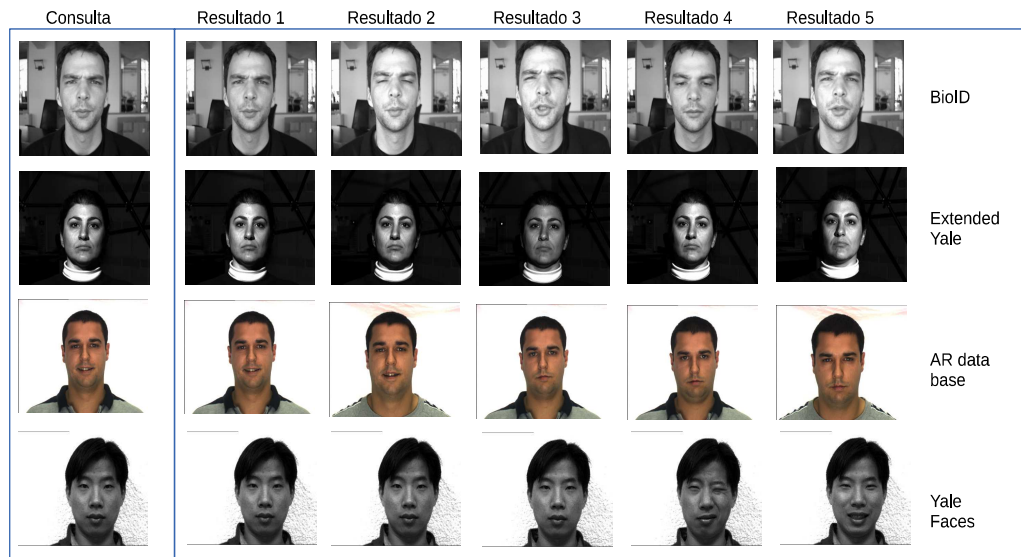 Consulta
Resultado 1
Resultado 2
Resultado 3
Resultado 4
Resultado 5
BioID
Extended
Yale
AR data
base
Yale
Faces